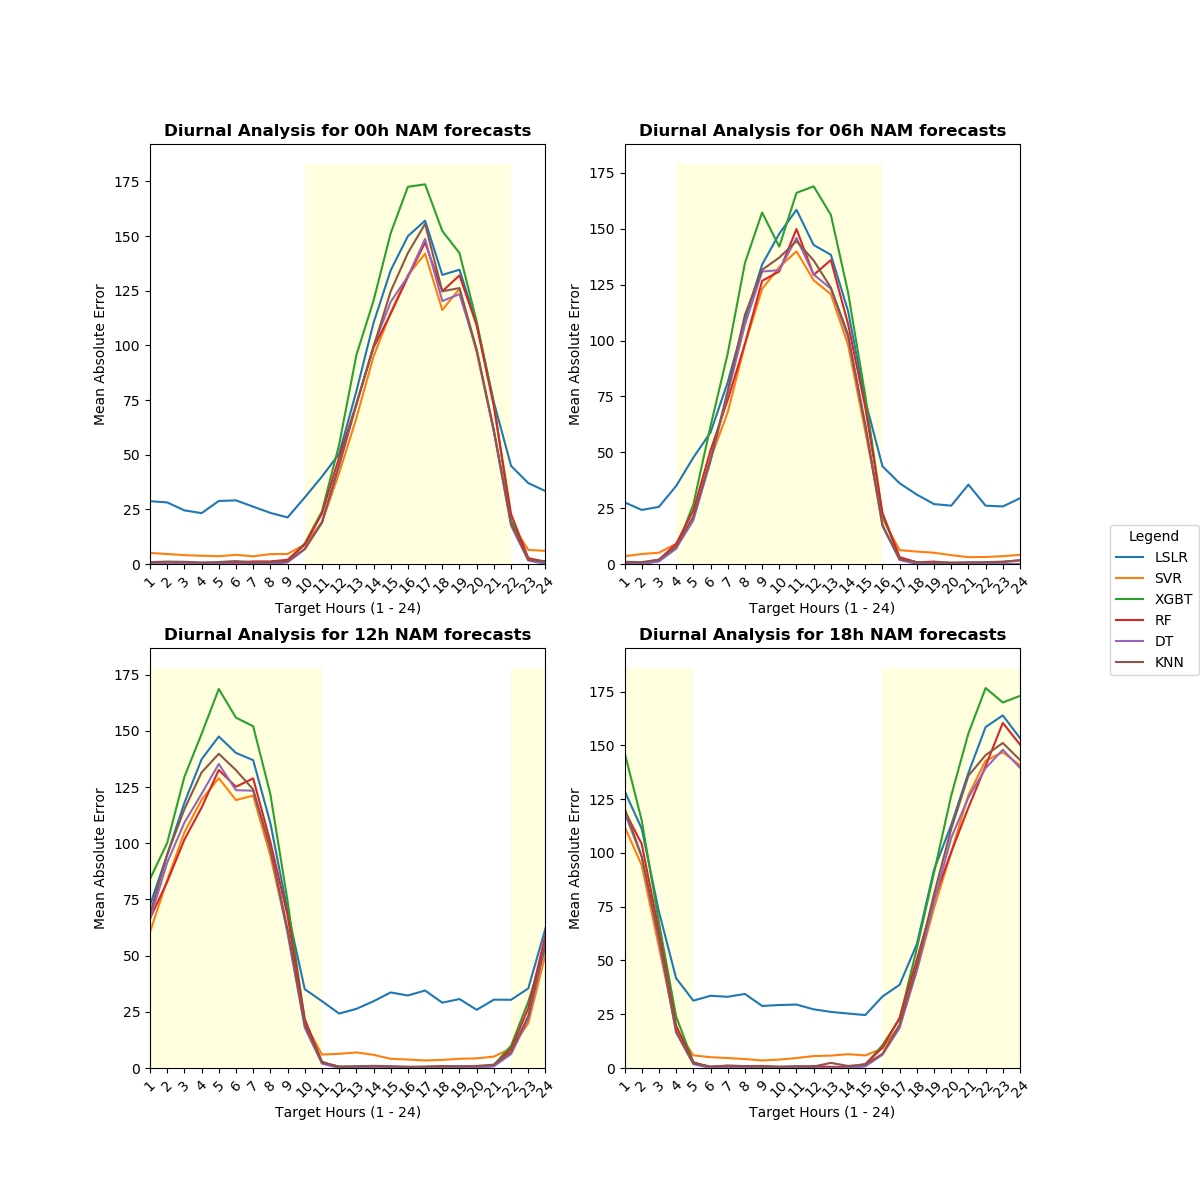 Diurnal Analysis for 00h NAM forecasts
Mean Absolute Error
175
150
125
100
75
50
25
0
1 2 3 4 5 6 7 8 9 10 11 12 13 14 15 16 17 18 19 20 21 22 23 24
Target Hours (1 - 24)
Diurnal Analysis for 06h NAM forecasts
Mean Absolute Error
175
150
125
100
75
50
25
0
1 2 3 4 5 6 7 8 9 10 11 12 13 14 15 16 17 18 19 20 21 22 23 24
Target Hours (1 - 24)
Diurnal Analysis for 12h NAM forecasts
Mean Absolute Error
175
150
125
100
75
50
25
0
1 2 3 4 5 6 7 8 9 10 11 12 13 14 15 16 17 18 19 20 21 22 23 24
Target Hours (1 - 24)
Diurnal Analysis for 18h NAM forecasts
Mean Absolute Error
175
150
125
100
75
50
25
0
1 2 3 4 5 6 7 8 9 10 11 12 13 14 15 16 17 18 19 20 21 22 23 24
Target Hours (1 - 24)
Legend
LSLR
SVR
XGBT
RF
DT
KNN